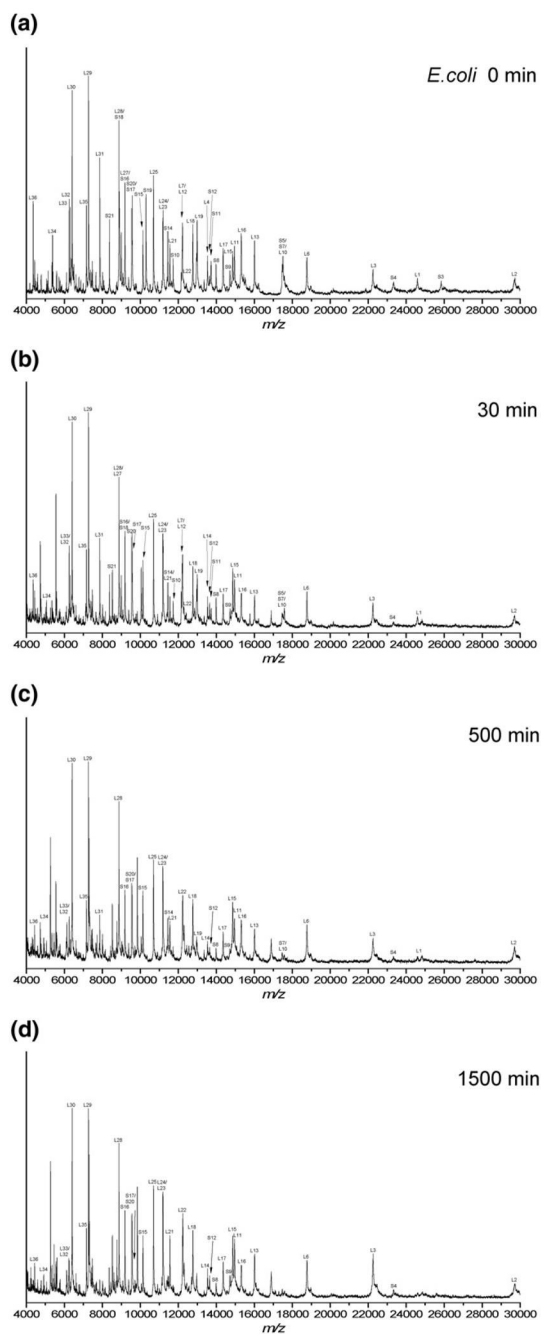 (a)
E.coli 0 min
L36
L34
L32
L33
L30
L35
L29
L31
S21
L28/
S18
L27/
S16
S20/
S17
S15
S19
L25
L24/
L23
S14
L21
S10
L7/
L12
L22
L18
L19
L4
S12
S11
S8
L17
S9
L15
L11
L16
L13
S5/
S7/
L10
L6
L3
S4
L1
S3
L2
4000 6000 8000 10000 12000 14000 16000 18000 20000 22000 24000 26000 28000 30000
m/z
(b)
30 min
L36
L34
L33/
L32
L30
L35
L29
L31
S21
L28/
L27
S16/
S18
S20
S17
S15
L25
L24/
L23
S14/
L21
S10
L7/
L12
L22
L18
L19
L14
S12
S11
S8
L17
S9
L15
L11
L16
L13
S5/
S7/
L10
L6
L3
S4
L1
L2
4000 6000 8000 10000 12000 14000 16000 18000 20000 22000 24000 26000 28000 30000
m/z
(c)
500 min
L36
L34
L33/
L32
L30
L35
L29
L31
L28
S16
S20/
S17
S15
L25
L24/
L23
S14
L21
L22
L18
L19
L14
S12
S8
L17
S9
L15
L11
L16
L13
S7/
L10
L6
L3
S4
L1
L2
4000 6000 8000 10000 12000 14000 16000 18000 20000 22000 24000 26000 28000 30000
m/z
(d)
1500 min
L36
L34
L33/
L32
L30
L35
L29
L28
S16
S17/
S20
S15
L25
L24/
L23
L21
L22
L18
L14
S12
S8
L17
S9
L15
L11
L16
L13
L6
L3
S4
L2
4000 6000 8000 10000 12000 14000 16000 18000 20000 22000 24000 26000 28000 30000
m/z